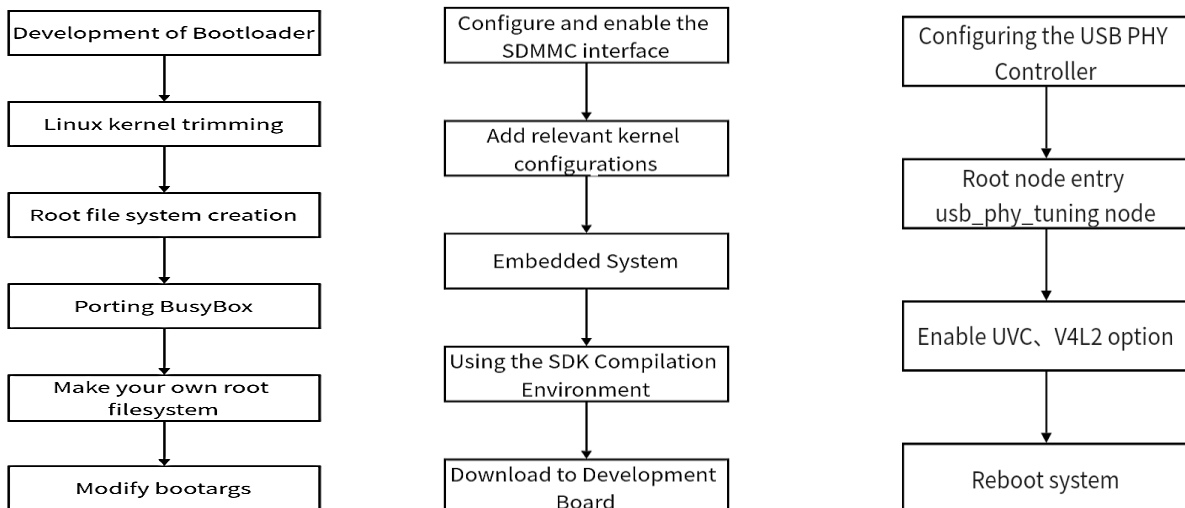 Development of Bootloader
Linux kernel trimming
Root file system creation
Porting BusyBox
Make your own root
filesystem
Modify bootargs
Configure and enable the
SDMMC interface
Add relevant kernel
configurations
Embedded System
Using the SDK Compilation
Environment
Download to Development
Board
Configuring the USB PHY
Controller
Root node entry
usb_phy_tuning node
Enable UVC、V4L2 option
Reboot system